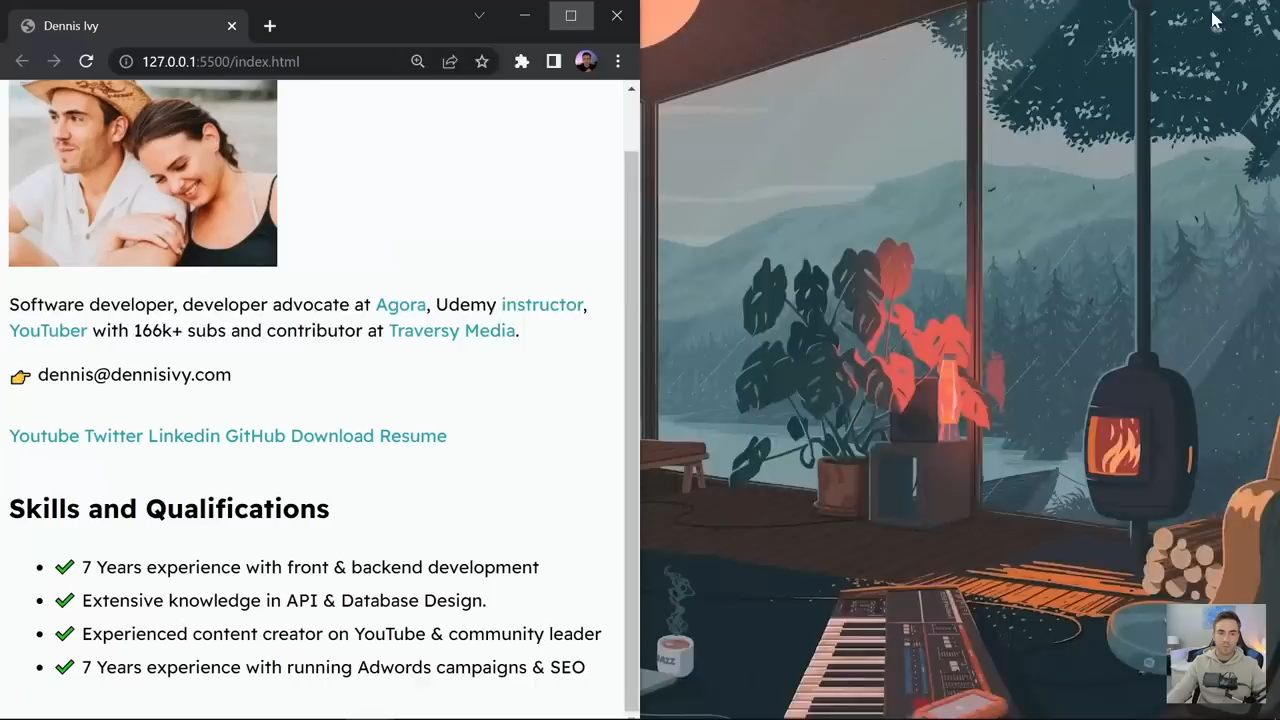 Dennis Ivy
127.0.0.1:5500/index.html
Software developer, developer advocate at Agora, Udemy instructor,
YouTuber with 166k+ subs and contributor at Traversy Media.
👉 dennis@dennisivy.com
Youtube Twitter Linkedin GitHub Download Resume
Skills and Qualifications
• ✔ 7 Years experience with front & backend development
• ✔ Extensive knowledge in API & Database Design.
• ✔ Experienced content creator on YouTube & community leader
• ✔ 7 Years experience with running Adwords campaigns & SEO
JAZZ